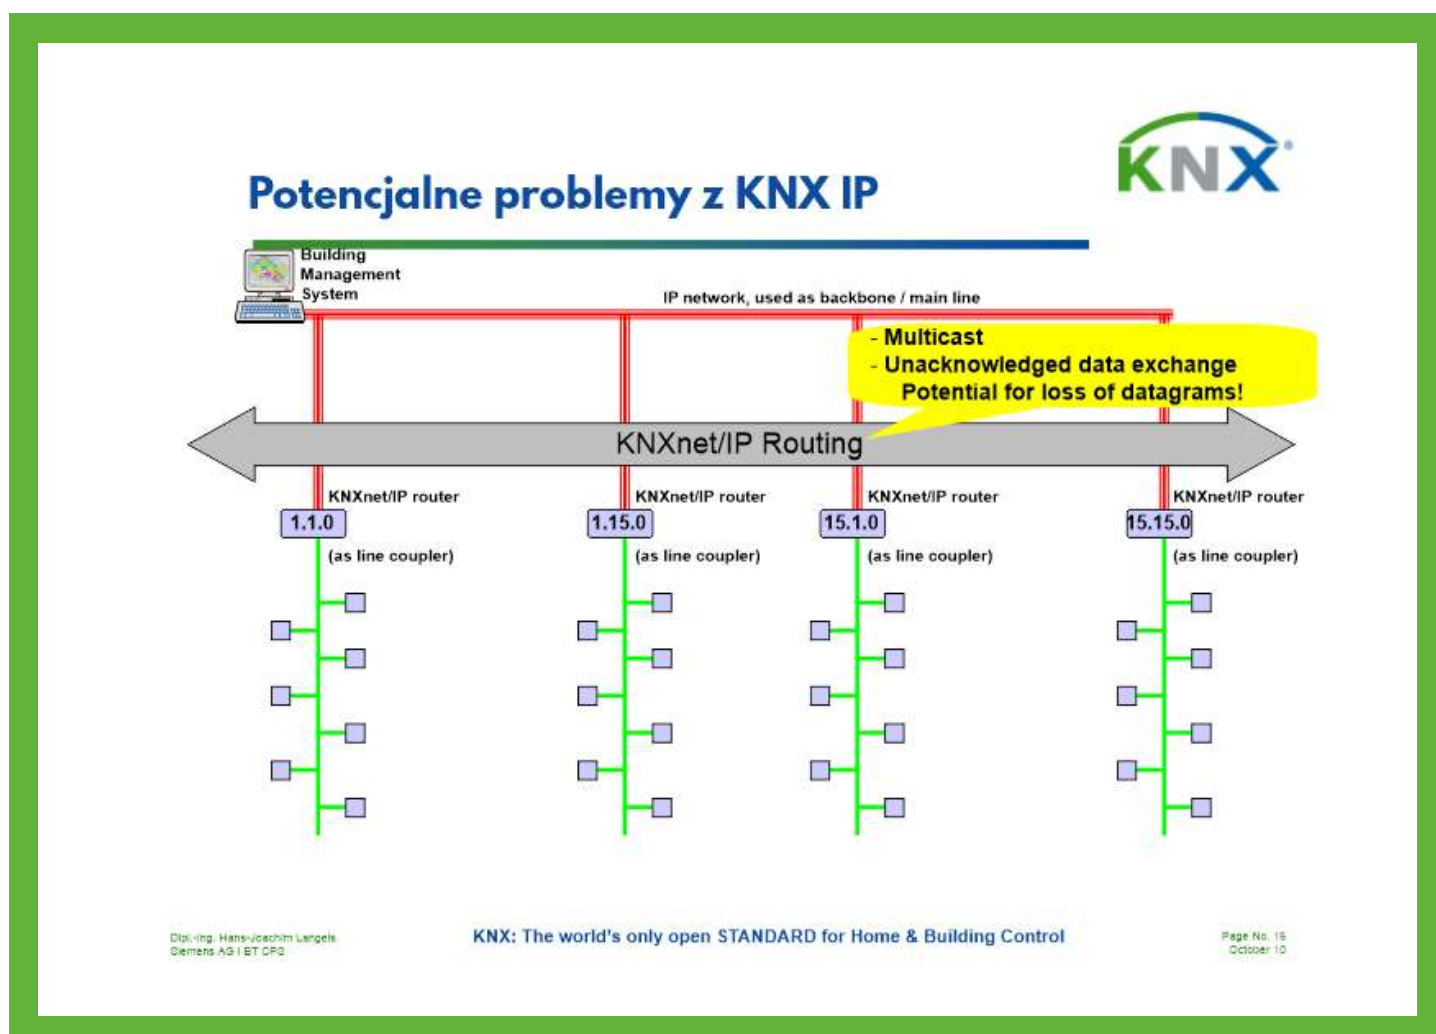 KNX
Potencjalne problemy z KNX IP
Building
Management
System
IP network, used as backbone / main line
- Multicast
- Unacknowledged data exchange
Potential for loss of datagrams!
KNXnet/IP Routing
KNXnet/IP router
1.1.0
(as line coupler)
KNXnet/IP router
1.15.0
(as line coupler)
KNXnet/IP router
15.1.0
(as line coupler)
KNXnet/IP router
15.15.0
(as line coupler)
Dipl.-Ing. Hans-Joachim Langels
Siemens AG I BT CPS
KNX: The world's only open STANDARD for Home & Building Control
Page No. 16
October 10